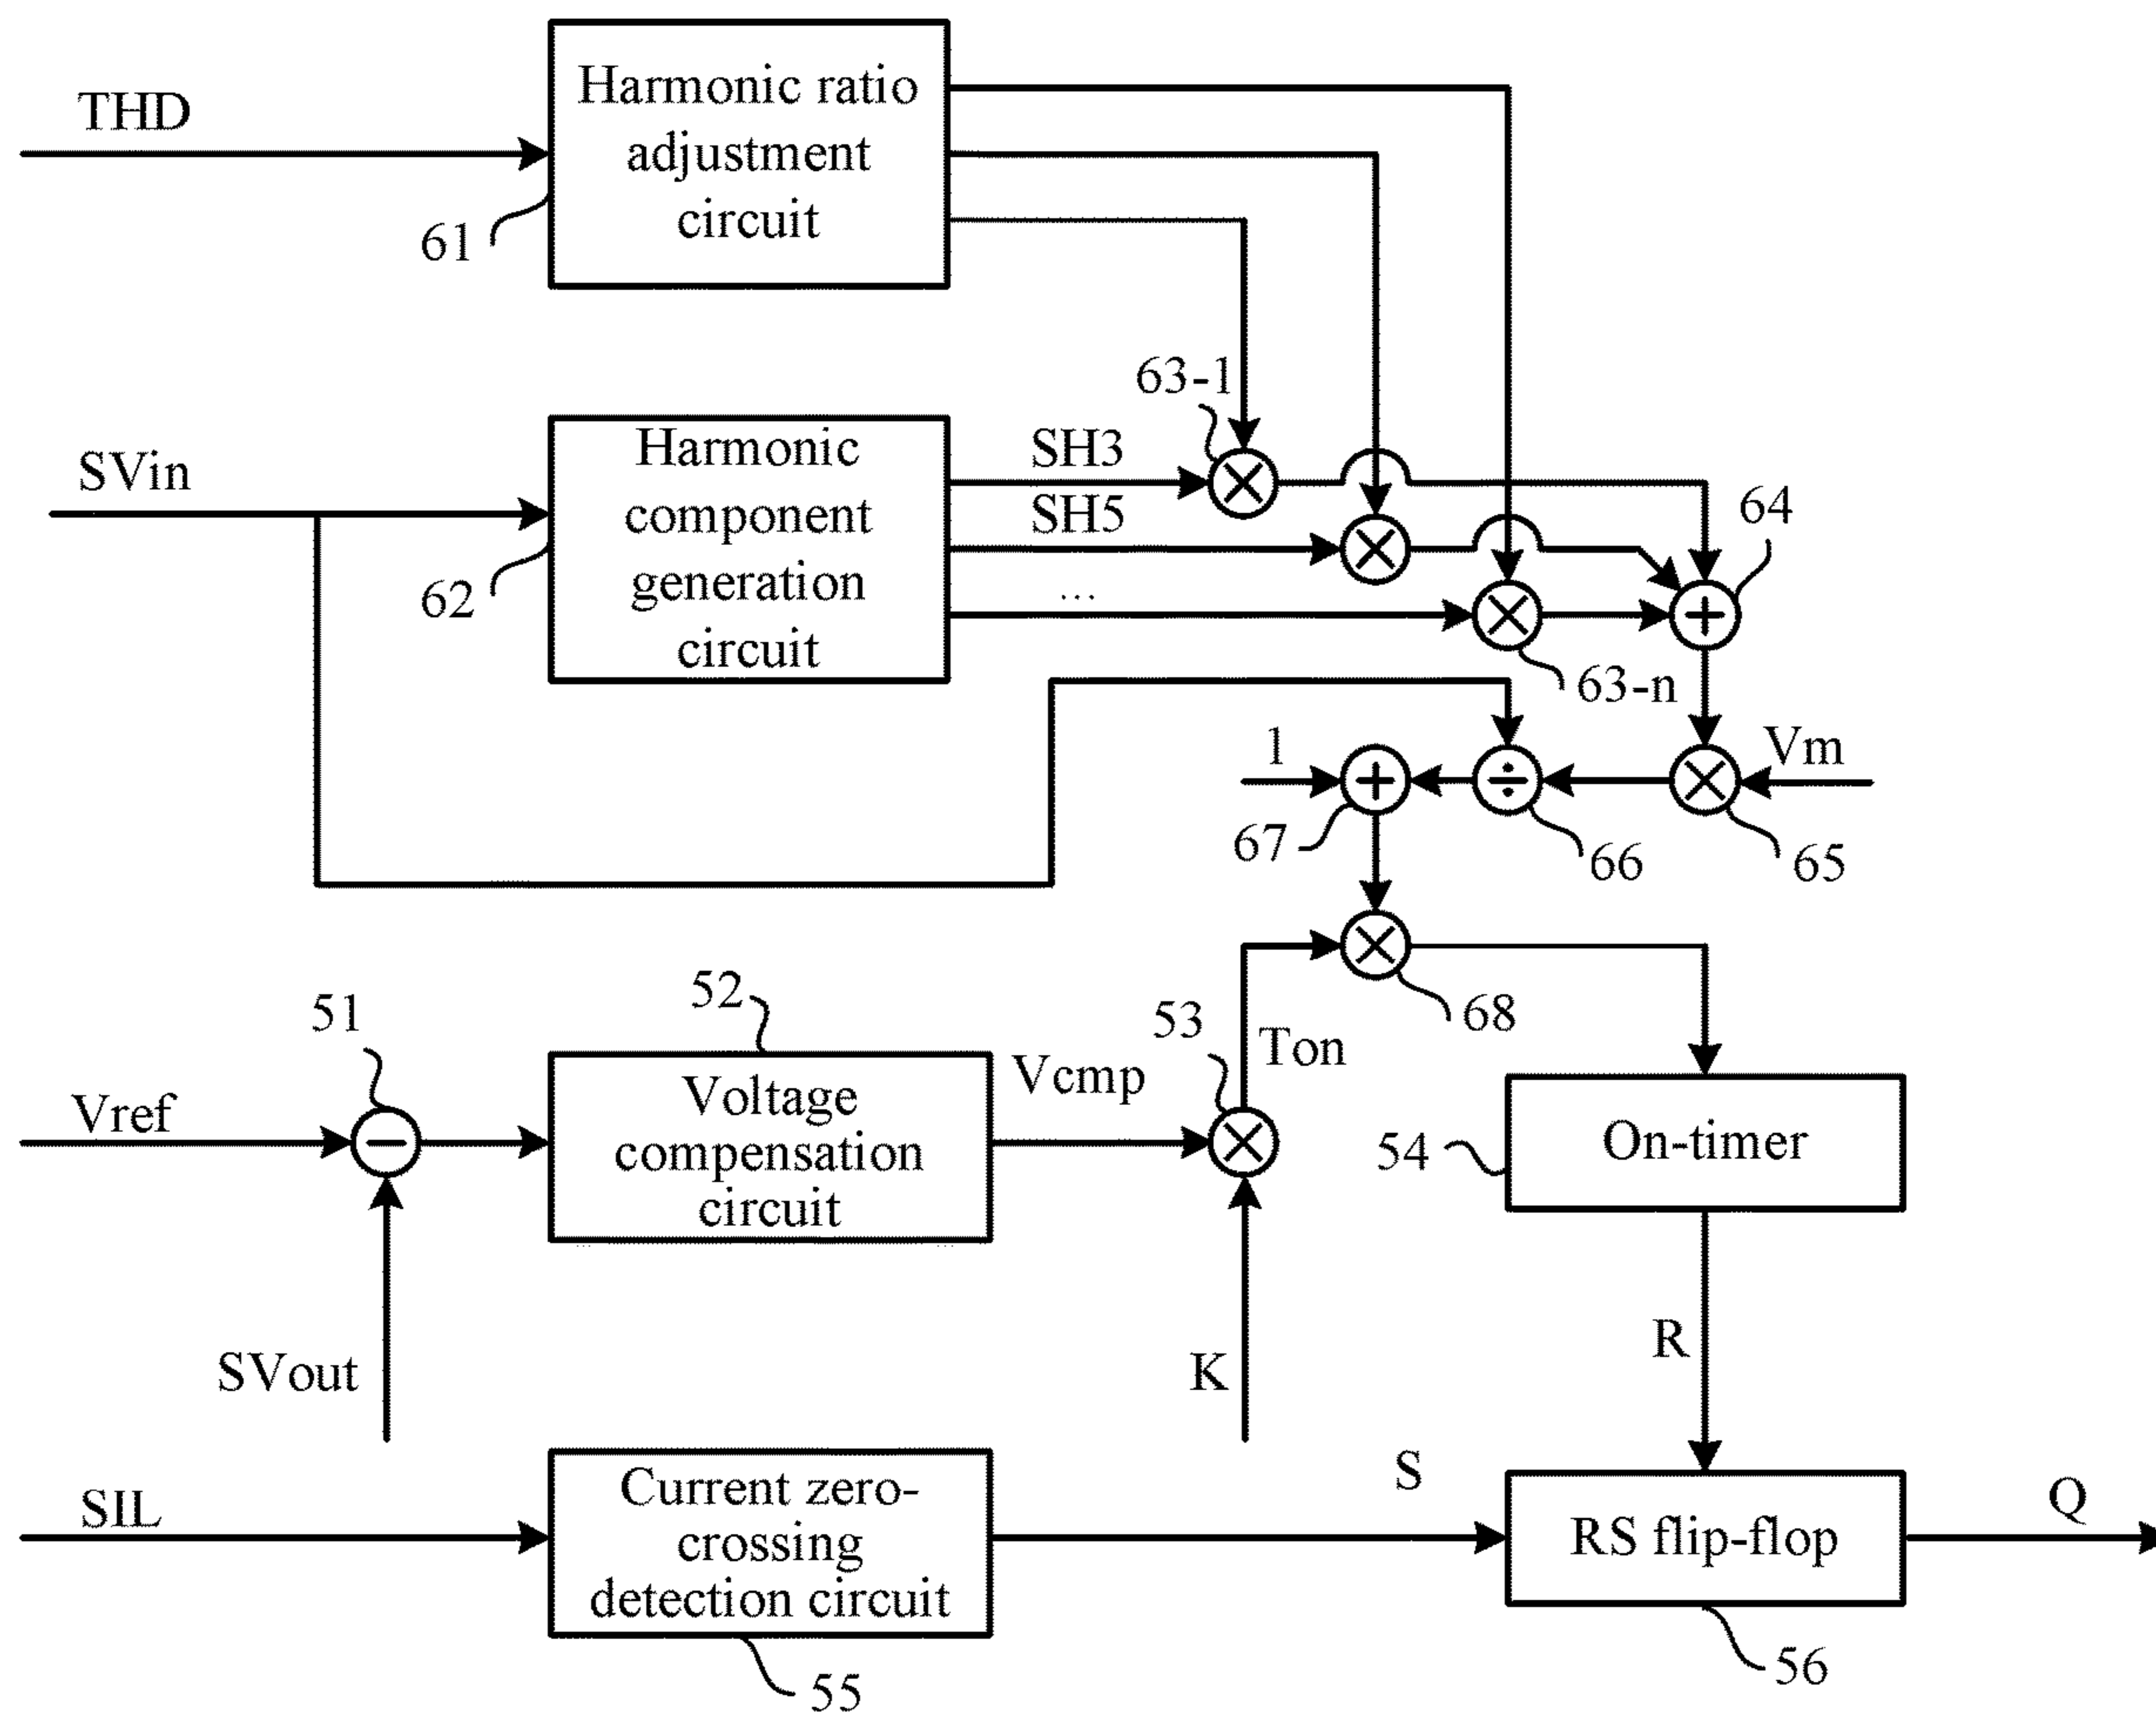 THD
Harmonic ratio
adjustment
circuit
61
63-1
SVin
Harmonic
component
generation
circuit
62
SH3
SH5
...
64
63-n
1
Vm
67
66
65
68
51
52
53
Ton
Vref
Voltage
compensation
circuit
Vcmp
54
On-timer
SVout
K
R
SIL
Current zero-
crossing
detection circuit
S
RS flip-flop
Q
55
56